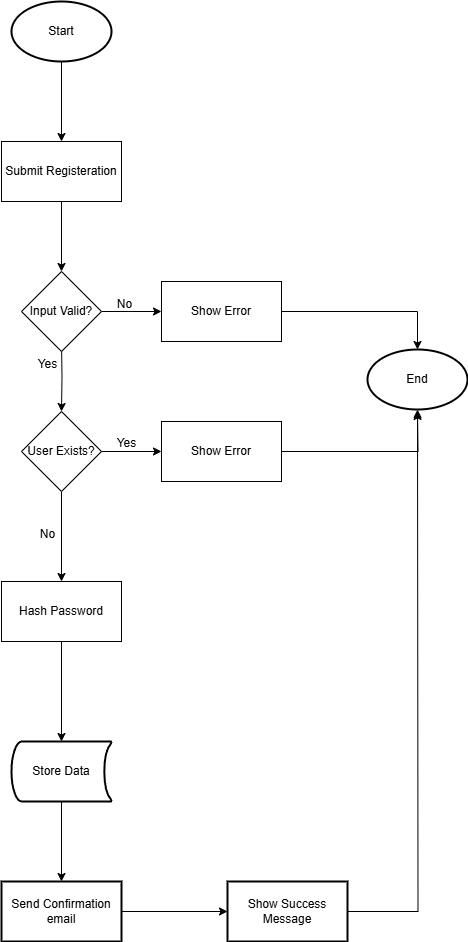 Start
Submit Registeration
Input Valid?
No
Show Error
End
Yes
User Exists?
Yes
Show Error
No
Hash Password
Store Data
Send Confirmation
email
Show Success
Message